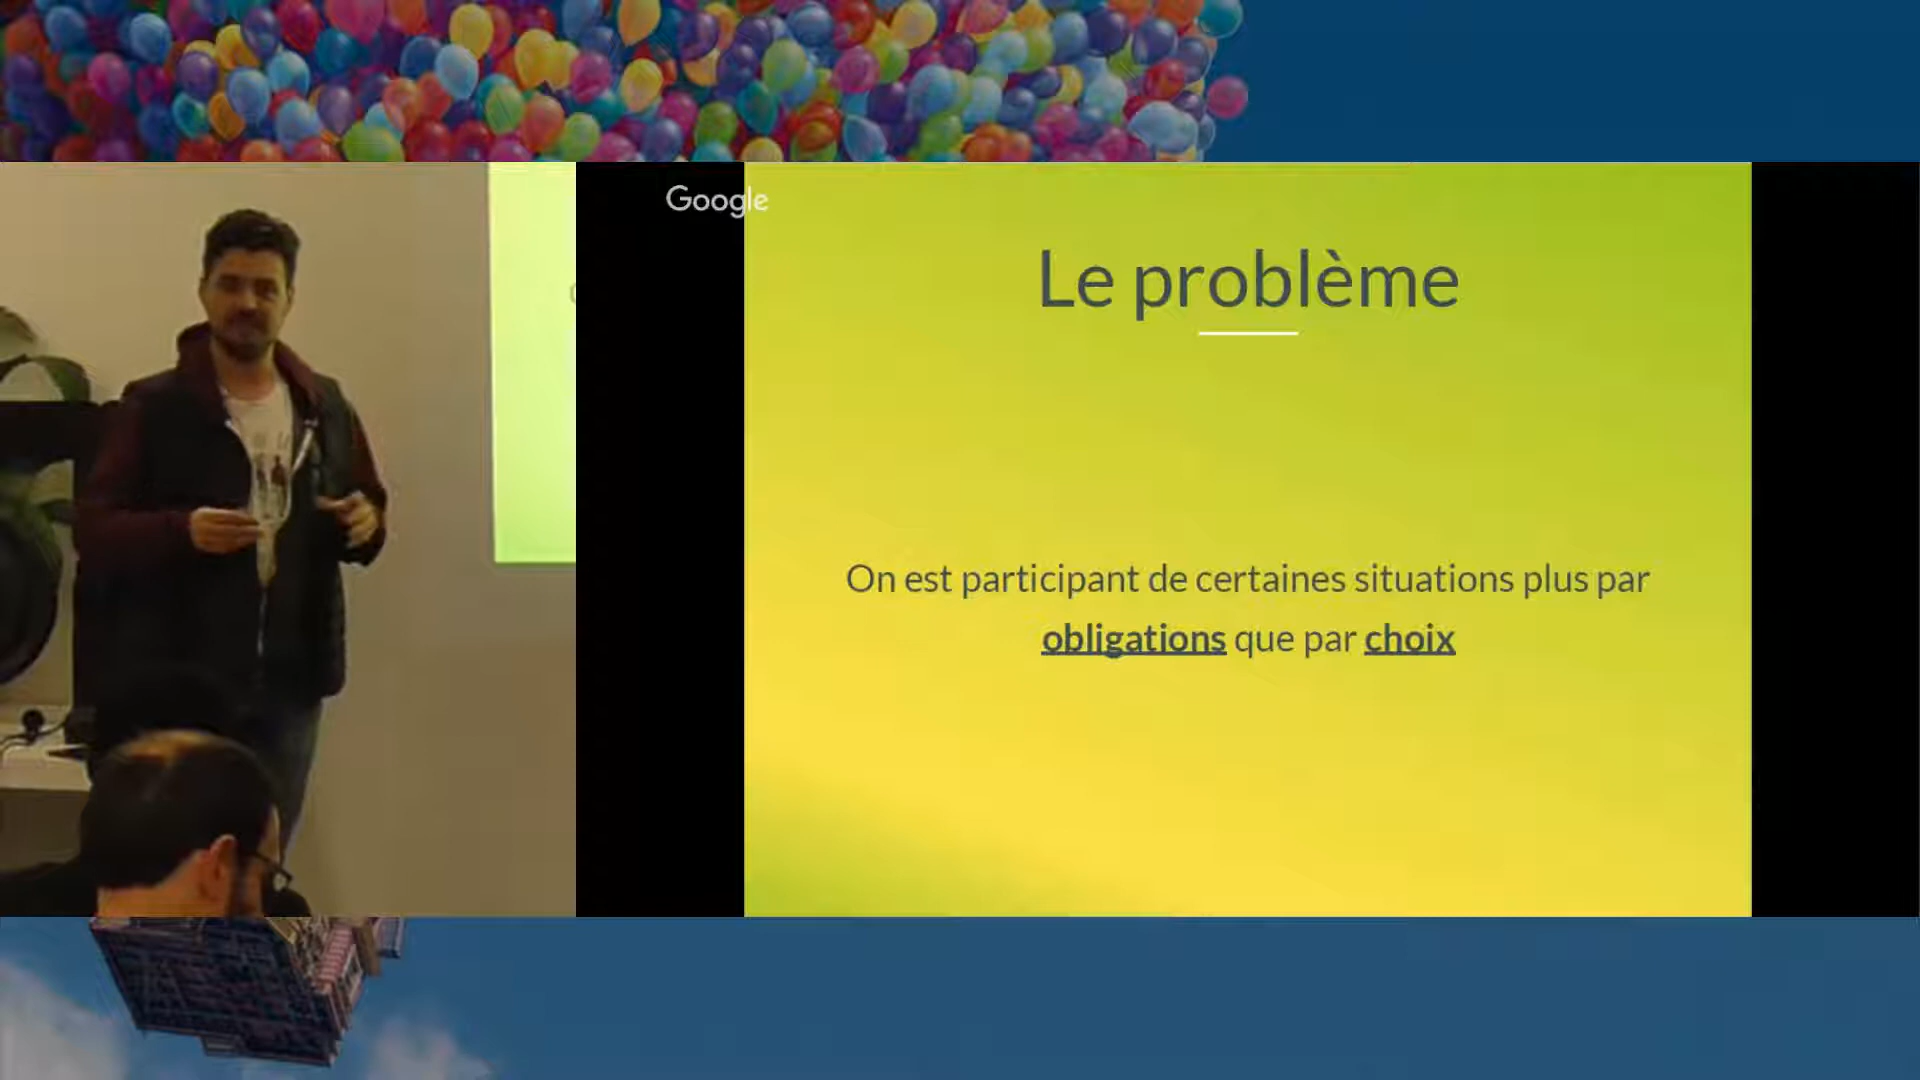 Google
Le problème
On est participant de certaines situations plus par
obligations que par choix